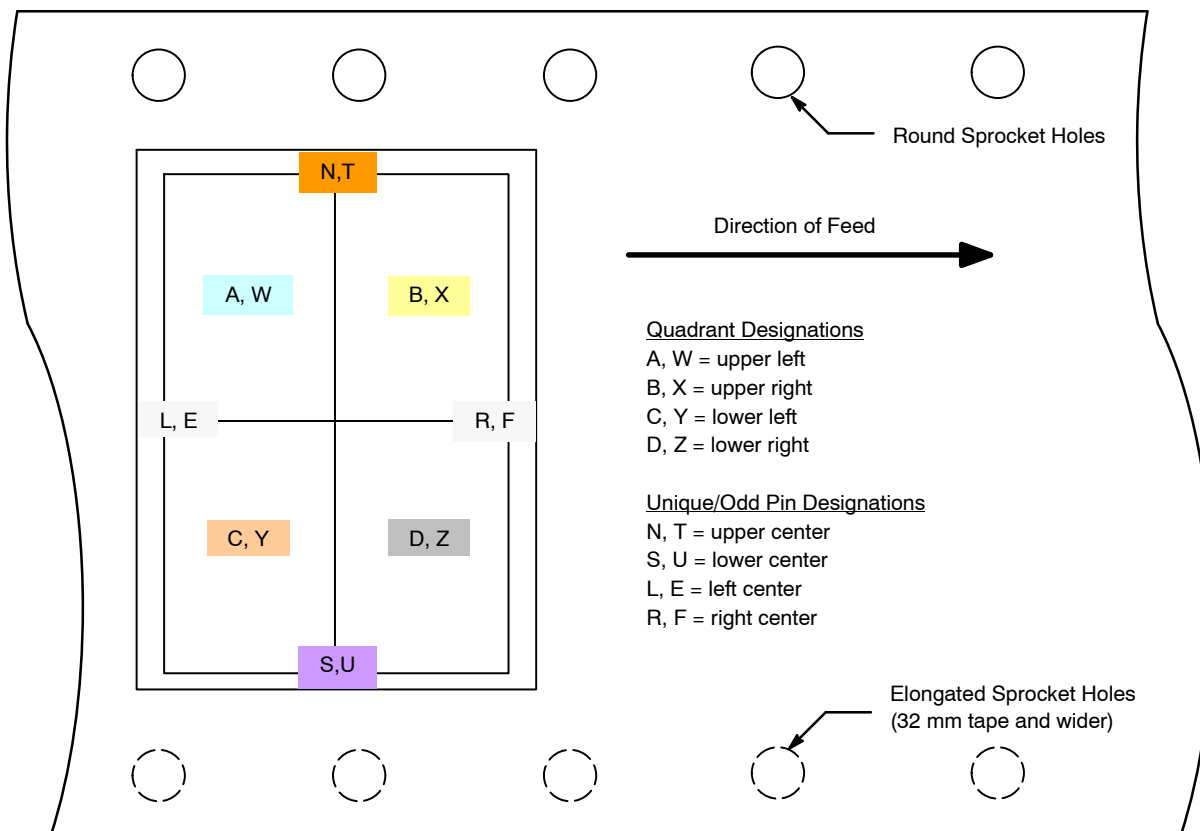 Round Sprocket Holes
N,T
Direction of Feed
A, W
B, X
Quadrant Designations
A, W = upper left
B, X = upper right
C, Y = lower left
D, Z = lower right
L, E
R, F
Unique/Odd Pin Designations
N, T = upper center
S, U = lower center
L, E = left center
R, F = right center
C, Y
D, Z
S,U
Elongated Sprocket Holes
(32 mm tape and wider)